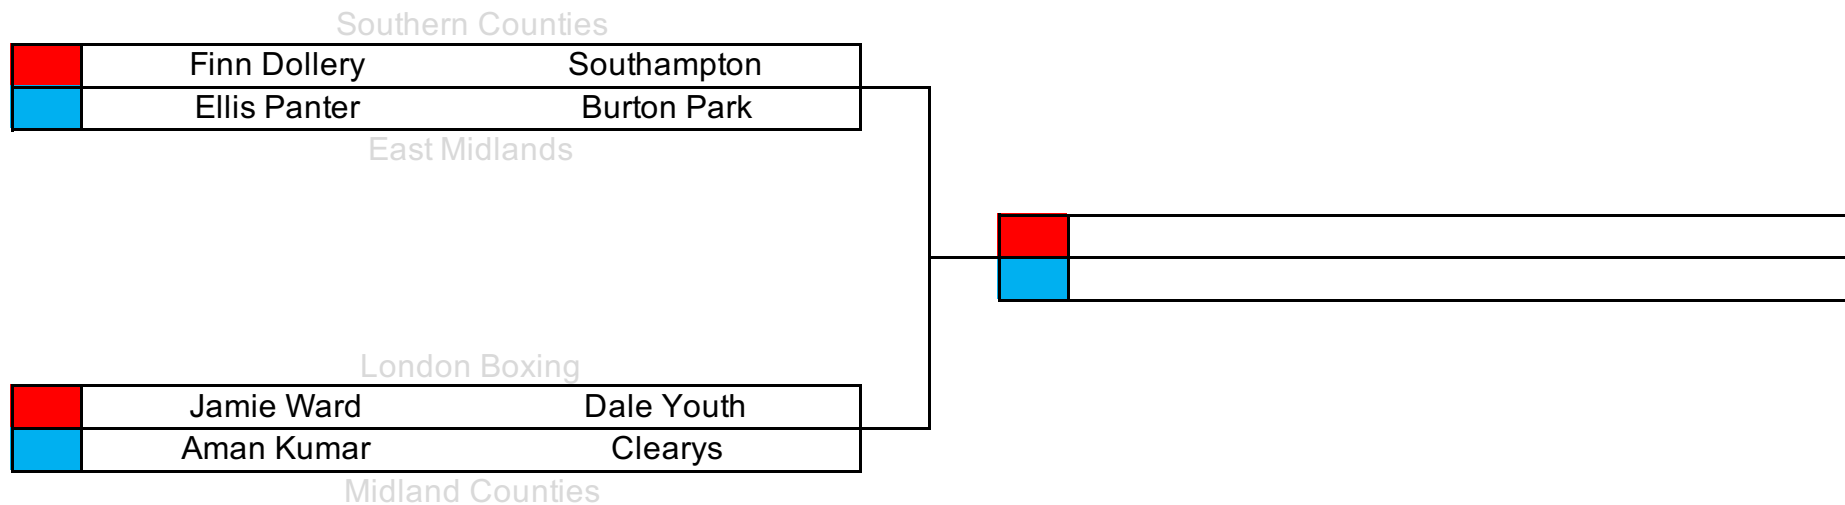 Southern Counties
Finn Dollery Southampton
Ellis Panter Burton Park
East Midlands
London Boxing
Jamie Ward Dale Youth
Aman Kumar Clearys
Midland Counties